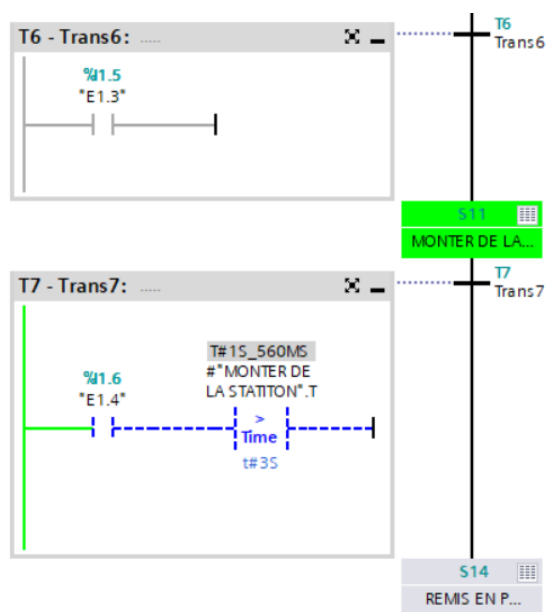 T6 - Trans6: .....
T6
Trans6
%I1.5
"E1.3"
S11
MONTER DE LA...
T7 - Trans7: .....
T7
Trans7
T#1S_560MS
#"MONTER DE
LA STATITON".T
%I1.6
"E1.4"
>
Time
t#3S
S14
REMIS EN P...